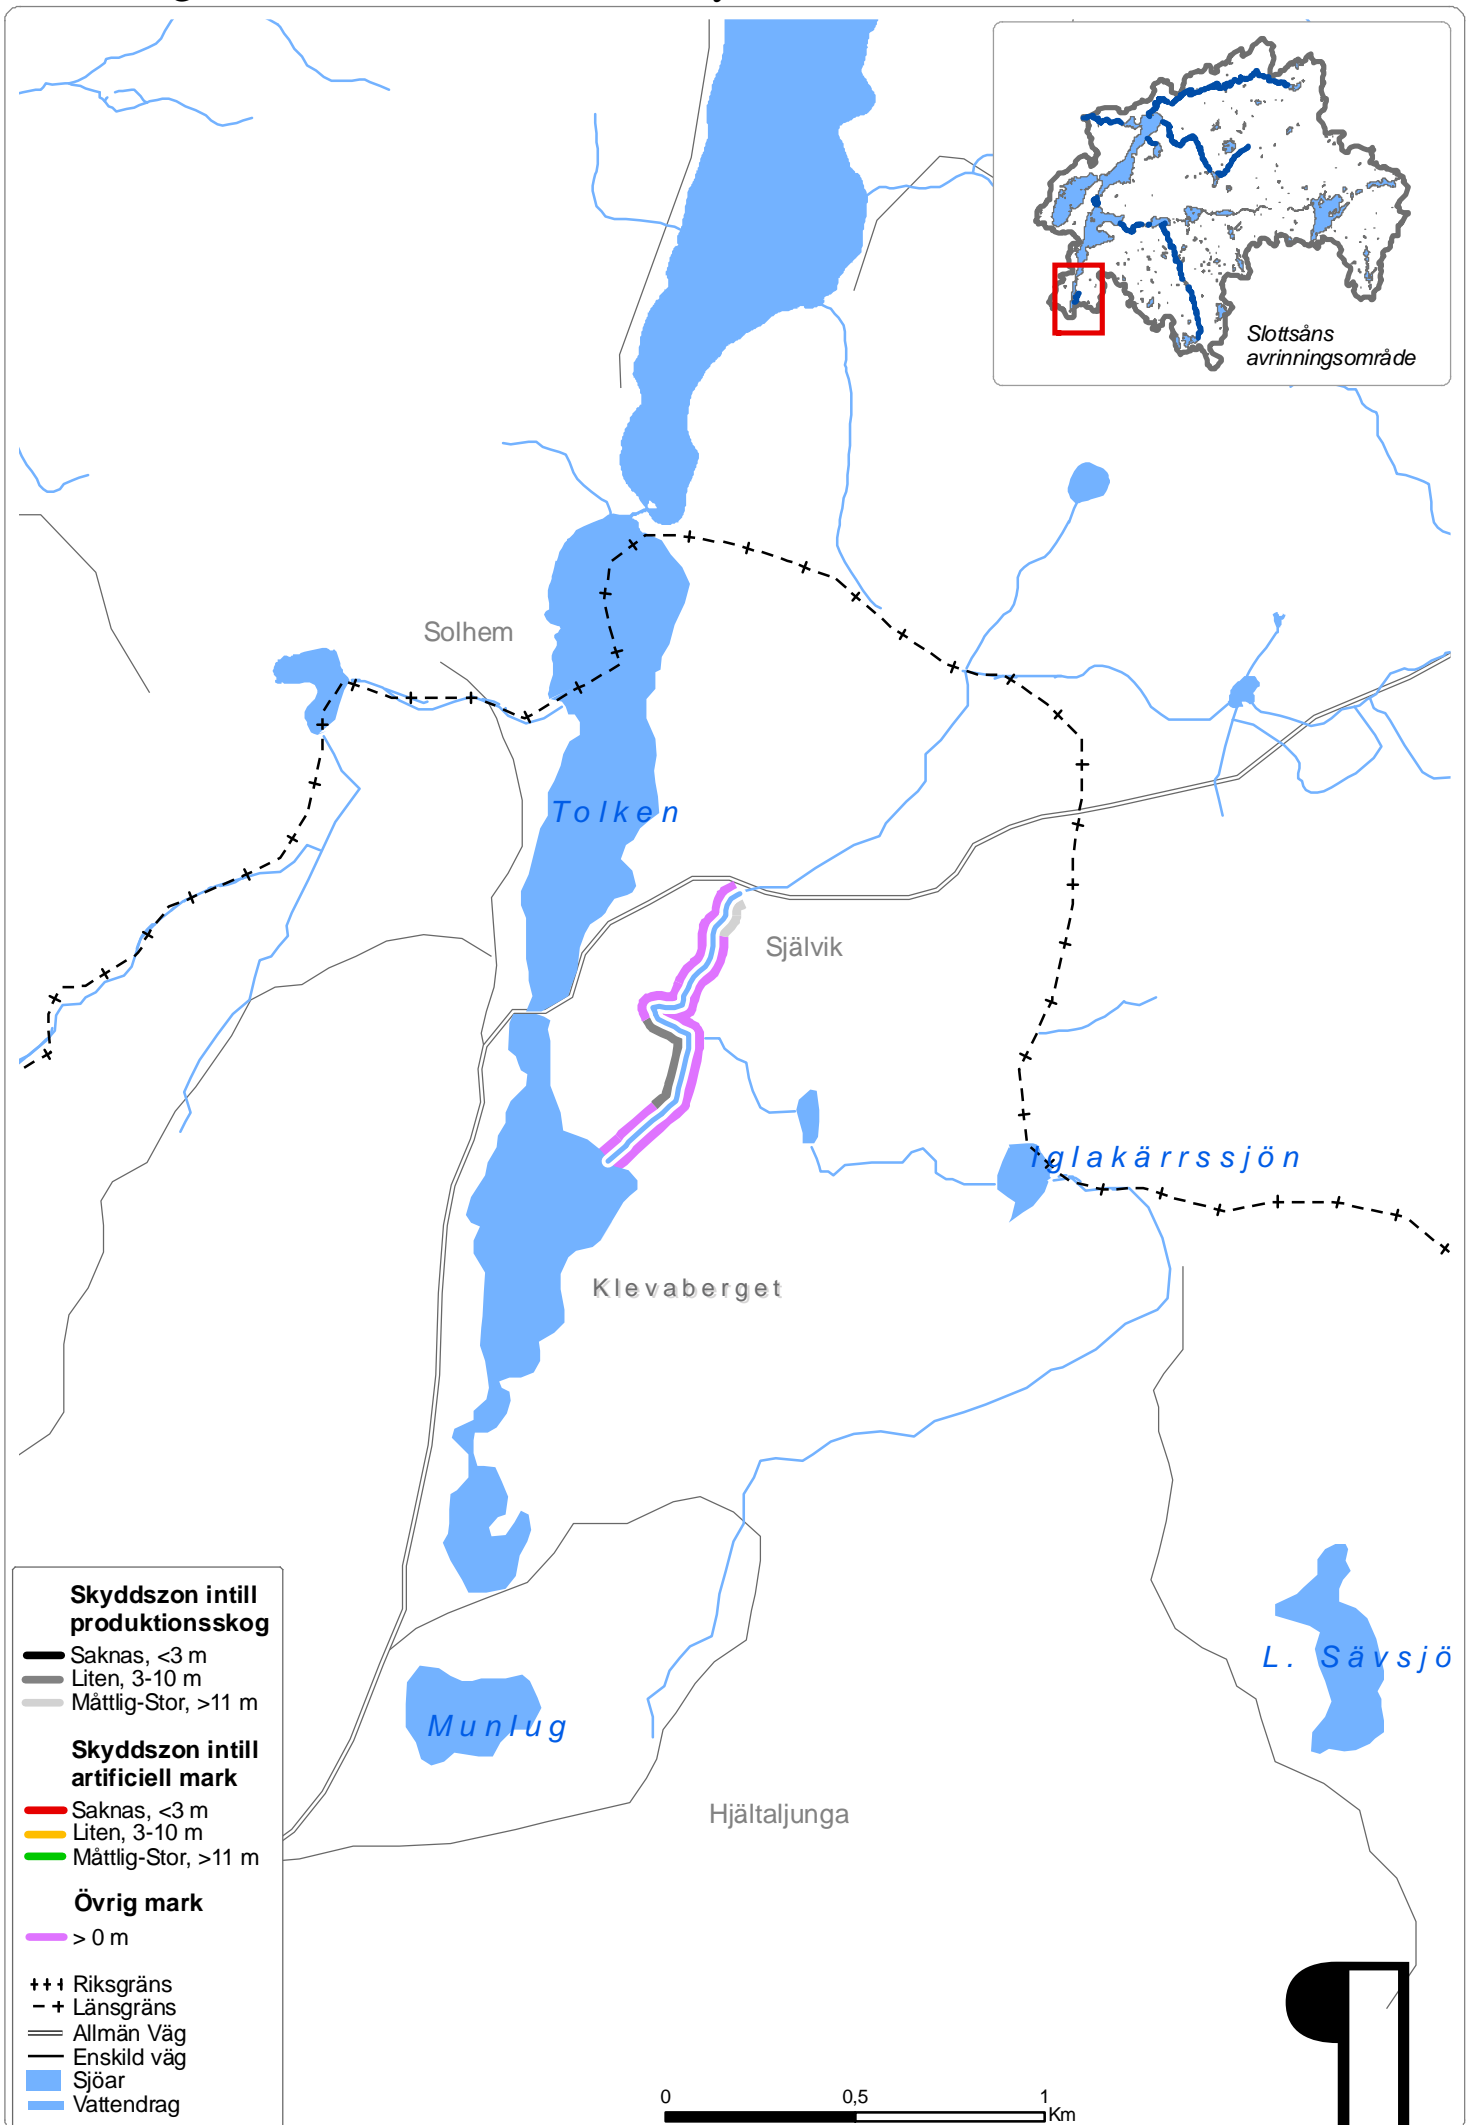 Slottsåns
avrinningsområde
Solhem
Tolken
Självik
Iglakärrssjön
Klevaberget
L. Sävsjö
Munlug
Hjältaljunga
Skyddszon intill
produktionsskog
Saknas, <3 m
Liten, 3-10 m
Måttlig-Stor, >11 m
Skyddszon intill
artificiell mark
Saknas, <3 m
Liten, 3-10 m
Måttlig-Stor, >11 m
Övrig mark
> 0 m
Riksgräns
Länsgräns
Allmän Väg
Enskild väg
Sjöar
Vattendrag
0 0,5 1
Km
¶